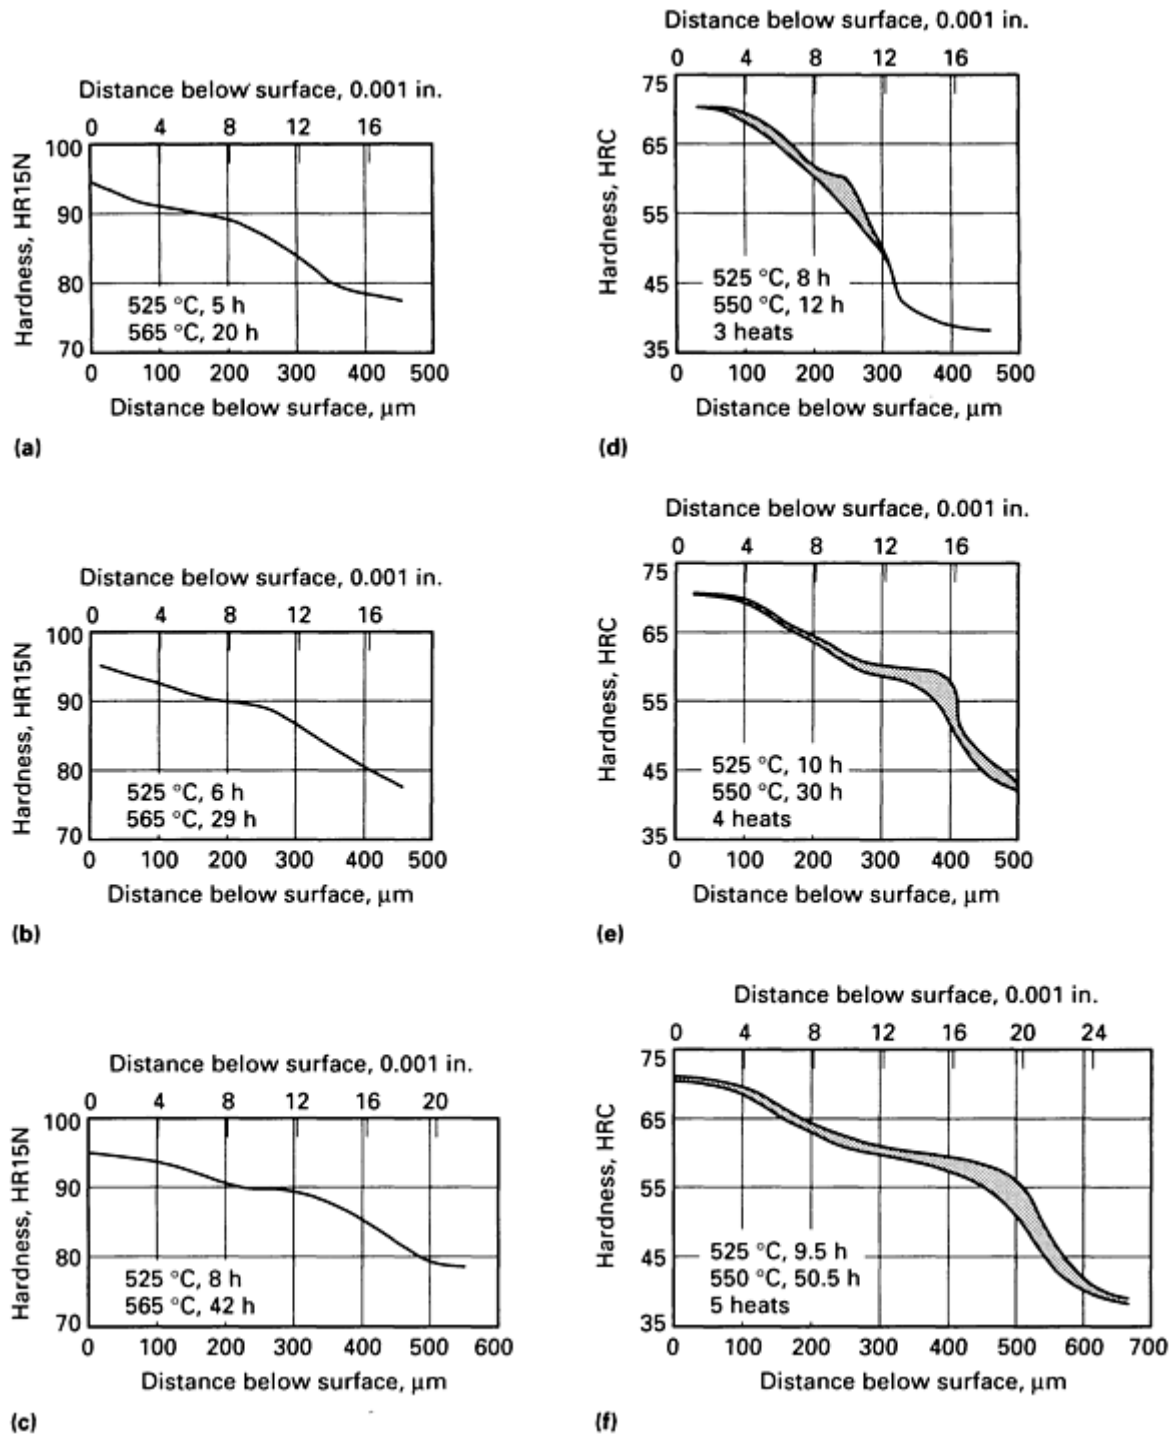 Distance below surface, 0.001 in.
0 4 8 12 14 16
100
90
80
70
Hardness, HR15N
525 °C, 5 h
565 °C, 20 h
0 100 200 300 400 500
Distance below surface, μm
(a)
Distance below surface, 0.001 in.
0 4 8 12 16
100
90
80
70
Hardness, HR15N
525 °C, 6 h
565 °C, 29 h
0 100 200 300 400 500
Distance below surface, μm
(b)
Distance below surface, 0.001 in.
0 4 8 12 16 20
100
90
80
70
Hardness, HR15N
525 °C, 8 h
565 °C, 42 h
0 100 200 300 400 500 600
Distance below surface, μm
(c)
Distance below surface, 0.001 in.
0 4 8 12 16
75
65
55
45
35
Hardness, HRC
525 °C, 8 h
550 °C, 12 h
3 heats
0 100 200 300 400 500
Distance below surface, μm
(d)
Distance below surface, 0.001 in.
0 4 8 12 16
75
65
55
45
35
Hardness, HRC
525 °C, 10 h
550 °C, 30 h
4 heats
0 100 200 300 400 500
Distance below surface, μm
(e)
Distance below surface, 0.001 in.
0 4 8 12 16 20 24
75
65
55
45
35
Hardness, HRC
525 °C, 9.5 h
550 °C, 50.5 h
5 heats
0 100 200 300 400 500 600 700
Distance below surface, μm
(f)